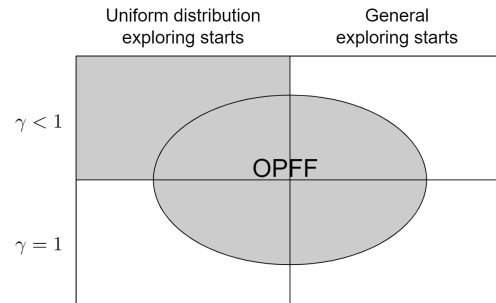 Uniform distribution
exploring starts
General
exploring starts
γ < 1
OPFF
γ = 1